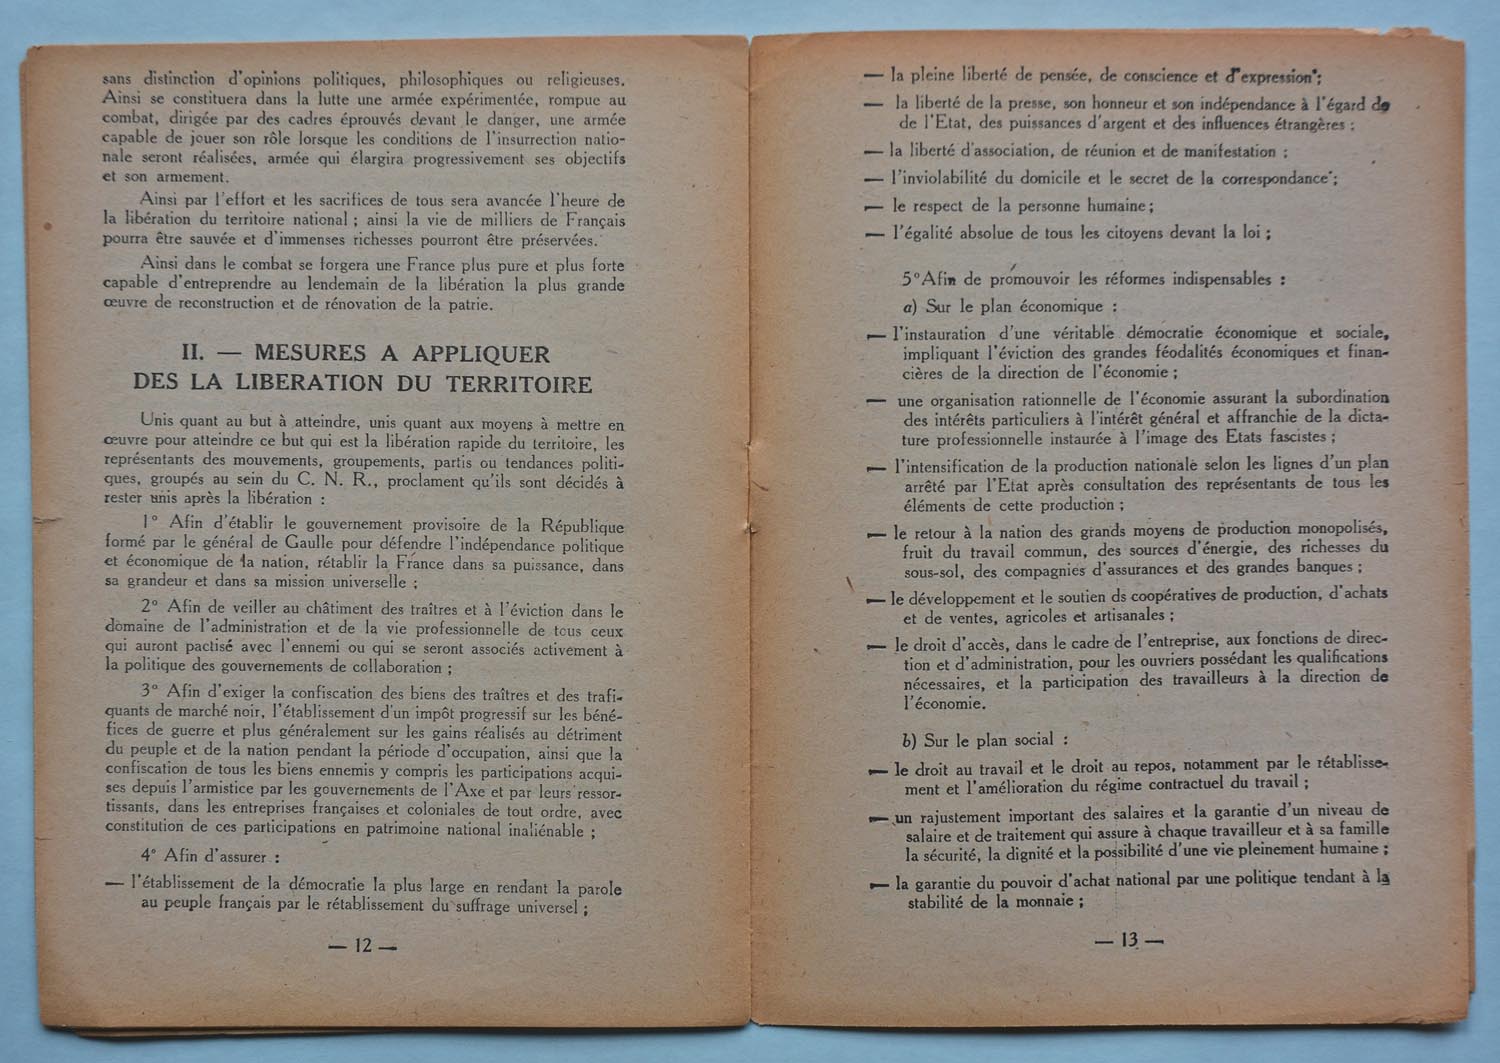 sans distinction d'opinions politiques, philosophiques ou religieuses.
Ainsi se constituera dans la lutte une armée expérimentée, rompue au
combat, dirigée par des cadres éprouvés devant le danger, une armée
capable de jouer son rôle lorsque les conditions de l'insurrection natio-
nale seront réalisées, armée qui élargira progressivement ses objectifs
et son armement.
Ainsi par l'effort et les sacrifices de tous sera avancée l'heure de
la libération du territoire national ; ainsi la vie de milliers de Français
pourra être sauvée et d'immenses richesses pourront être préservées.
Ainsi dans le combat se forgera une France plus pure et plus forte
capable d'entreprendre au lendemain de la libération la plus grande
œuvre de reconstruction et de rénovation de la patrie.
II. — MESURES A APPLIQUER
DES LA LIBERATION DU TERRITOIRE
Unis quant au but à atteindre, unis quant aux moyens à mettre en
œuvre pour atteindre ce but qui est la libération rapide du territoire, les
représentants des mouvements, groupements, partis ou tendances politi-
ques, groupés au sein du C. N. R., proclament qu'ils sont décidés à
rester unis après la libération :
1° Afin d'établir le gouvernement provisoire de la République
formé par le général de Gaulle pour défendre l'indépendance politique
et économique de la nation, rétablir la France dans sa puissance, dans
sa grandeur et dans sa mission universelle ;
2° Afin de veiller au châtiment des traîtres et à l'éviction dans le
domaine de l'administration et de la vie professionnelle de tous ceux
qui auront pactisé avec l'ennemi ou qui se seront associés activement à
la politique des gouvernements de collaboration ;
3° Afin d'exiger la confiscation des biens des traîtres et des trafi-
quants de marché noir, l'établissement d'un impôt progressif sur les béné-
fices de guerre et plus généralement sur les gains réalisés au détriment
du peuple et de la nation pendant la période d'occupation, ainsi que la
confiscation de tous les biens ennemis y compris les participations acqui-
ses depuis l'armistice par les gouvernements de l'Axe et par leurs ressor-
tissants, dans les entreprises françaises et coloniales de tout ordre, avec
constitution de ces participations en patrimoine national inaliénable ;
4° Afin d'assurer :
— l'établissement de la démocratie la plus large en rendant la parole
au peuple français par le rétablissement du suffrage universel ;
— 12 —
— la pleine liberté de pensée, de conscience et d'expression ;
— la liberté de la presse, son honneur et son indépendance à l'égard de
de l'Etat, des puissances d'argent et des influences étrangères ;
— la liberté d'association, de réunion et de manifestation ;
— l'inviolabilité du domicile et le secret de la correspondance ;
— le respect de la personne humaine ;
— l'égalité absolue de tous les citoyens devant la loi ;
5° Afin de promouvoir les réformes indispensables :
a) Sur le plan économique :
— l'instauration d'une véritable démocratie économique et sociale,
impliquant l'éviction des grandes féodalités économiques et finan-
cières de la direction de l'économie ;
— une organisation rationnelle de l'économie assurant la subordination
des intérêts particuliers à l'intérêt général et affranchie de la dicta-
ture professionnelle instaurée à l'image des Etats fascistes ;
— l'intensification de la production nationale selon les lignes d'un plan
arrêté par l'Etat après consultation des représentants de tous les
éléments de cette production ;
— le retour à la nation des grands moyens de production monopolisés,
fruit du travail commun, des sources d'énergie, des richesses du
sous-sol, des compagnies d'assurances et des grandes banques ;
— le développement et le soutien ds coopératives de production, d'achats
et de ventes, agricoles et artisanales ;
— le droit d'accès, dans le cadre de l'entreprise, aux fonctions de direc-
tion et d'administration, pour les ouvriers possédant les qualifications
nécessaires, et la participation des travailleurs à la direction de
l'économie.
b) Sur le plan social :
— le droit au travail et le droit au repos, notamment par le rétablisse-
ment et l'amélioration du régime contractuel du travail ;
— un rajustement important des salaires et la garantie d'un niveau de
salaire et de traitement qui assure à chaque travailleur et à sa famille
la sécurité, la dignité et la possibilité d'une vie pleinement humaine ;
— la garantie du pouvoir d'achat national par une politique tendant à la
stabilité de la monnaie ;
— 13 —